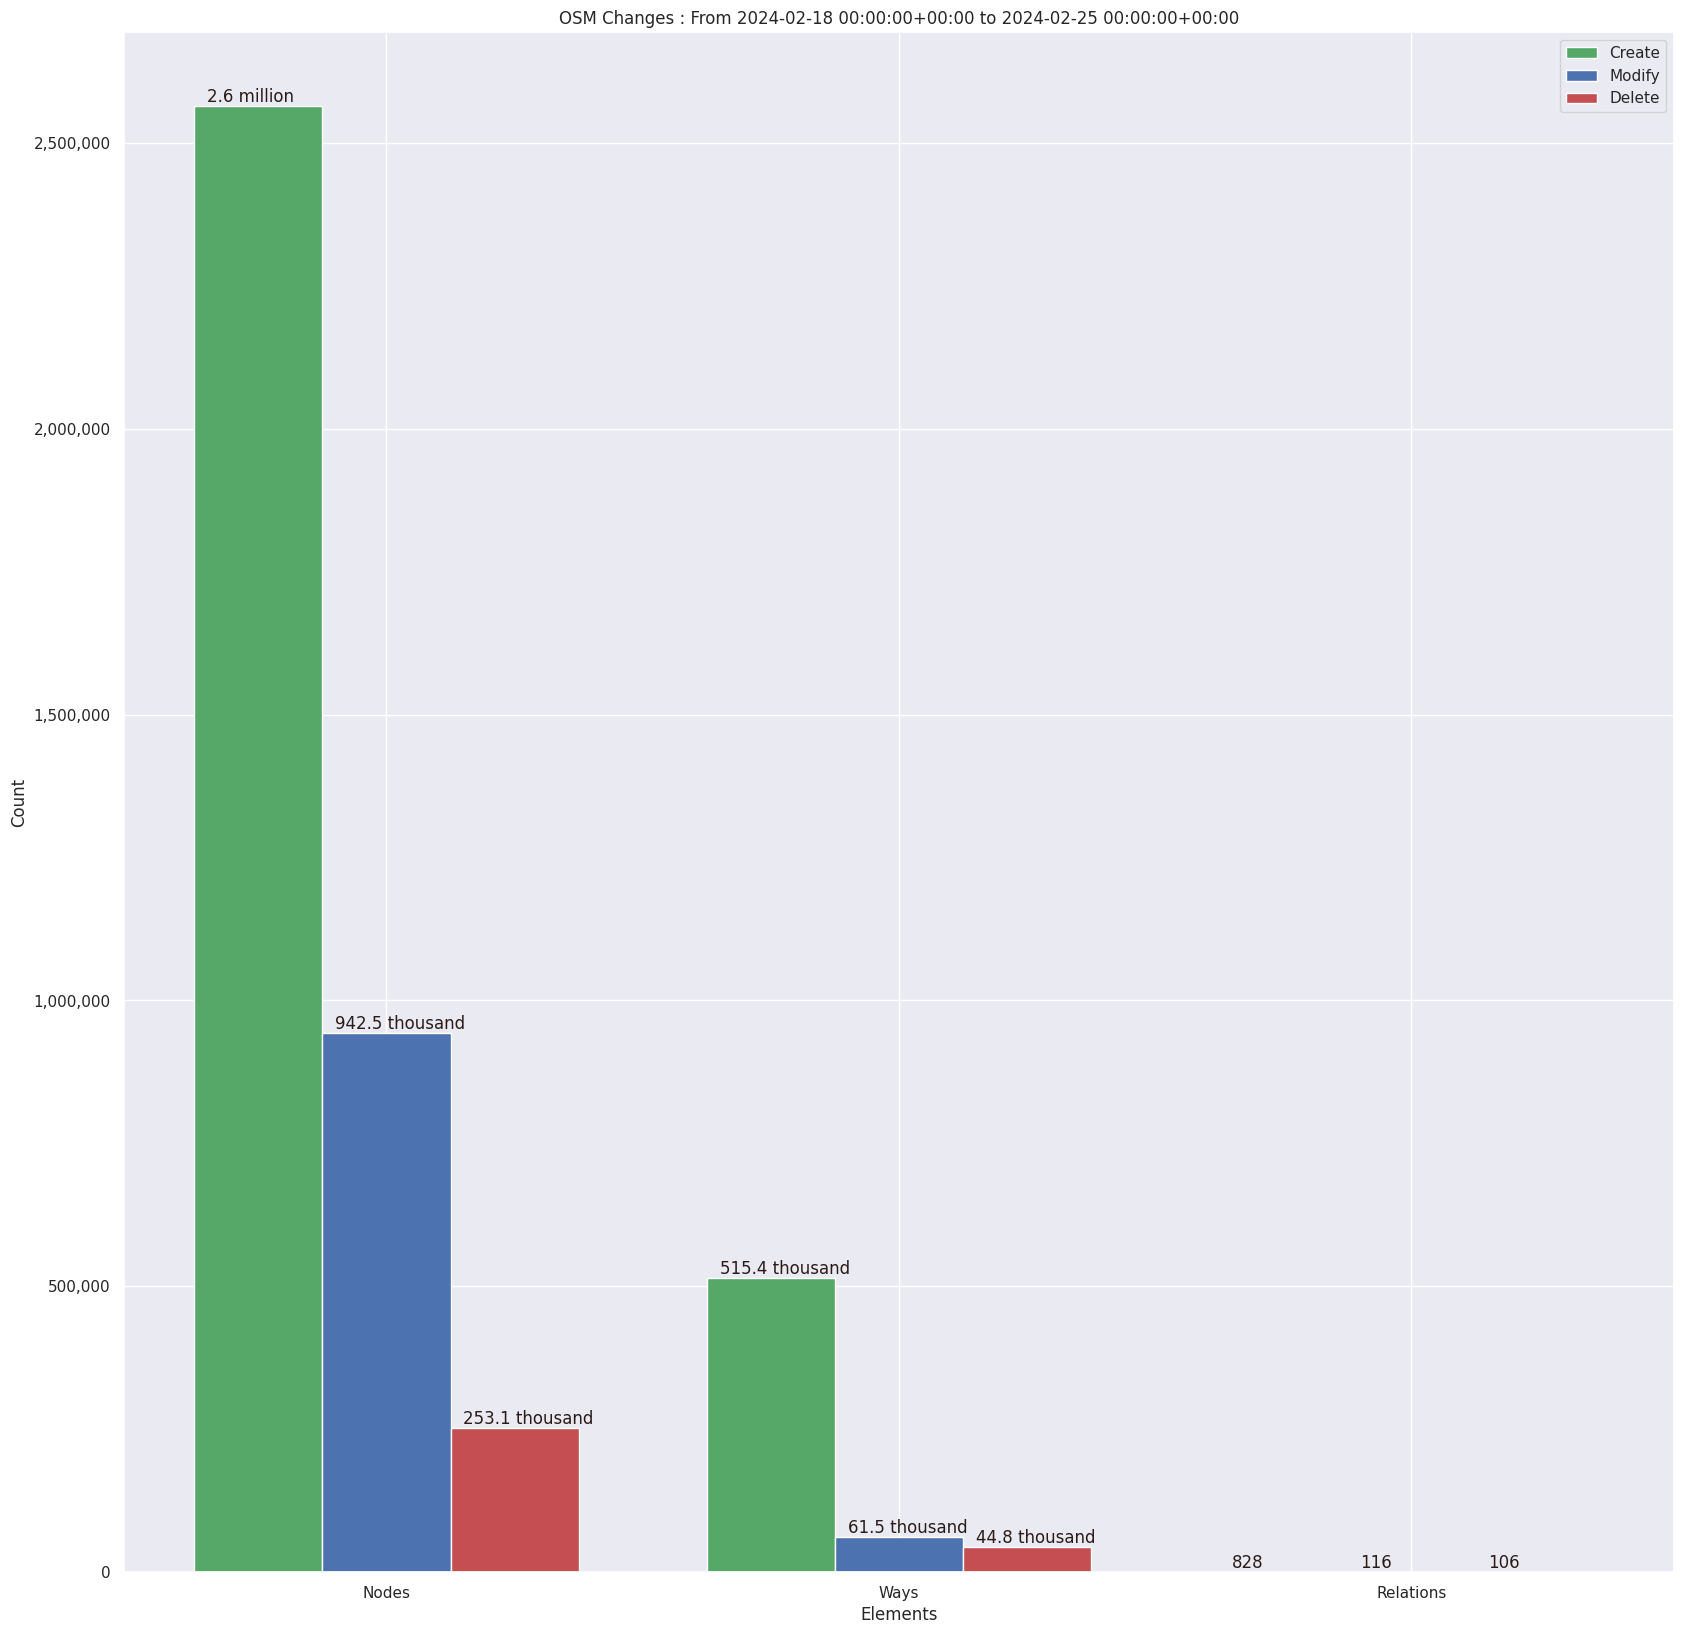 OSM Changes : From 2024-02-18 00:00:00+00:00 to 2024-02-25 00:00:00+00:00
Create
Modify
Delete
2.6 million
2,500,000
2,000,000
1,500,000
Count
1,000,000
942.5 thousand
515.4 thousand
500,000
253.1 thousand
61.5 thousand
44.8 thousand
828
116
106
0
Nodes
Ways
Relations
Elements